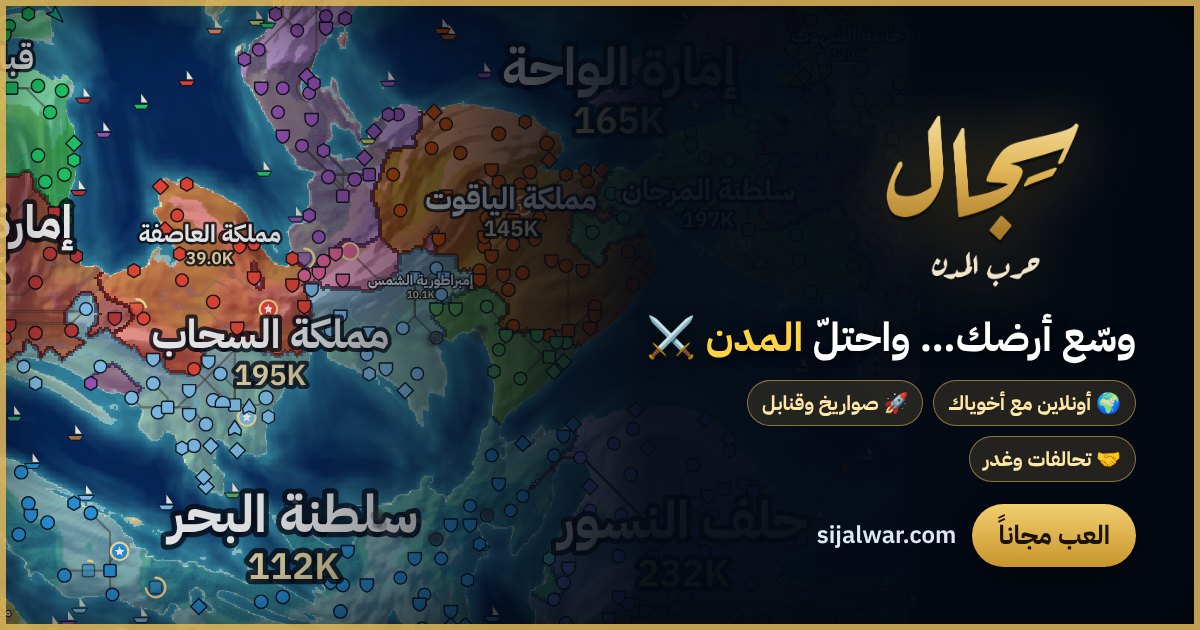 إمارة الواحة
165K
مملكة الياقوت
145K
سلطنة المرجان
197K
مملكة العاصفة
39.0K
إمبراطورية الشمس
10.1K
مملكة السحاب
195K
سلطنة البحر
112K
حلف النسور
232K
سجال
حرب المدن
وسّع أرضك... واحتلّ المدن ⚔️
🌍 أونلاين مع أخوياك
🚀 صواريخ وقنابل
🤝 تحالفات وغدر
العب مجاناً
sijalwar.com